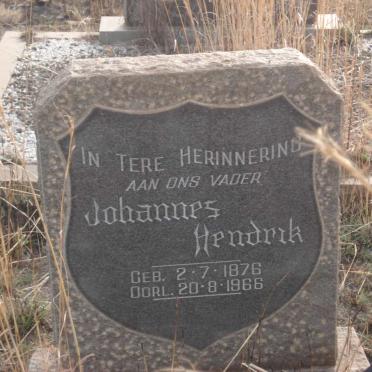 IN TERE HERINNERING
AAN ONS VADER
Johannes
Hendrik
GEB. 2-7-1876
OORL. 20-8-1966